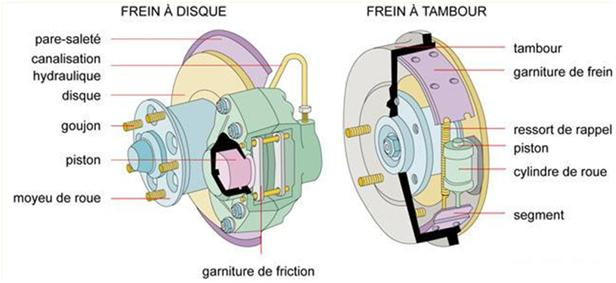 FREIN À DISQUE
pare-saleté
canalisation
hydraulique
disque
goujon
piston
moyeu de roue
garniture de friction
FREIN À TAMBOUR
tambour
garniture de frein
ressort de rappel
piston
cylindre de roue
segment